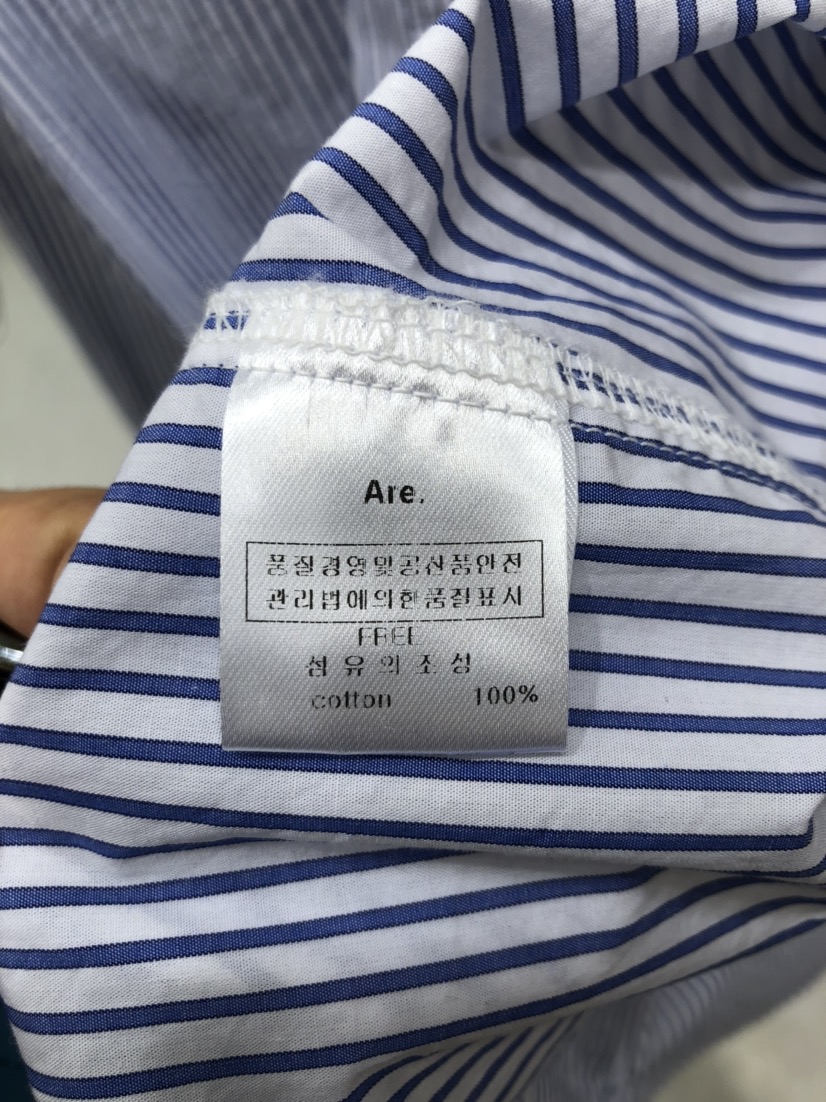 Are.
품질경영및공산품안전
관리법에의한품질표시
FREE
섬유의조성
cotton 100%